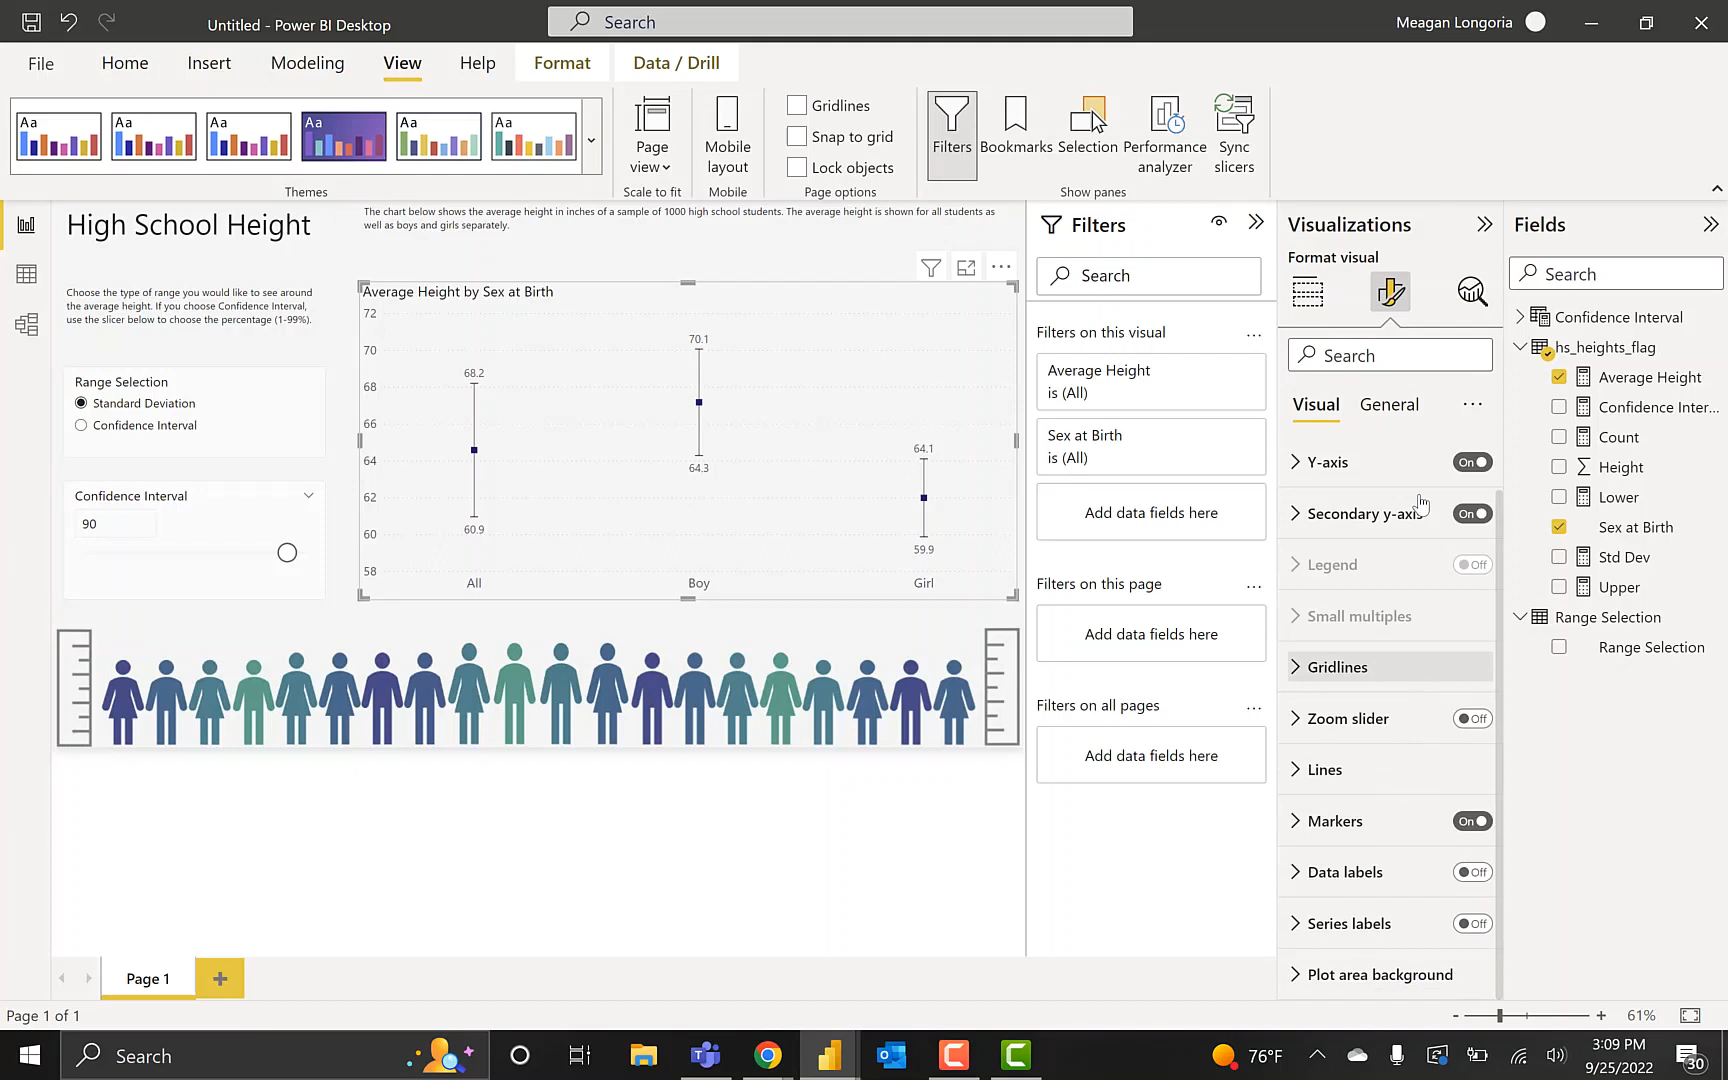 Untitled - Power BI Desktop
Search
Meagan Longoria
File
Home
Insert
Modeling
View
Help
Format
Data / Drill
Aa
Aa
Aa
Aa
Aa
Aa
Themes
Page view
Scale to fit
Mobile layout
Mobile
Gridlines
Snap to grid
Lock objects
Page options
Filters
Bookmarks
Selection
Performance analyzer
Sync slicers
Show panes
High School Height
The chart below shows the average height in inches of a sample of 1000 high school students. The average height is shown for all students as
well as boys and girls separately.
Choose the type of range you would like to see around
the average height. If you choose Confidence Interval,
use the slicer below to choose the percentage (1-99%).
Range Selection
Standard Deviation
Confidence Interval
Confidence Interval
90
Average Height by Sex at Birth
72
70
68
66
64
62
60
58
68.2
60.9
70.1
64.3
64.1
59.9
All
Boy
Girl
Filters
Search
Filters on this visual
...
Average Height
is (All)
Sex at Birth
is (All)
Add data fields here
Filters on this page
...
Add data fields here
Filters on all pages
...
Add data fields here
Visualizations
Format visual
Search
Visual
General
...
Y-axis
On
Secondary y-axis
On
Legend
Off
Small multiples
Gridlines
Zoom slider
Off
Lines
Markers
On
Data labels
Off
Series labels
Off
Plot area background
Fields
Search
Confidence Interval
hs_heights_flag
Average Height
Confidence Inter...
Count
Height
Lower
Sex at Birth
Std Dev
Upper
Range Selection
Range Selection
Page 1
Page 1 of 1
- + 61%
Search
76°F
3:09 PM
9/25/2022
30